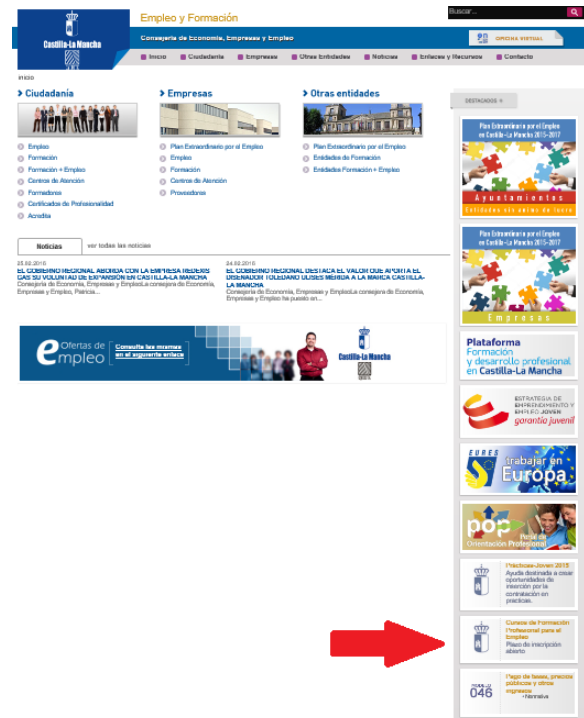 Buscar...
Empleo y Formación
Castilla-La Mancha
Consejería de Economía, Empresas y Empleo
OFICINA VIRTUAL
Inicio
Ciudadanía
Empresas
Otras Entidades
Noticias
Enlaces y Recursos
Contacto
Inicio
Ciudadanía
Empleo
Formación
Formación + Empleo
Centros de Atención
Formadores
Certificados de Profesionalidad
Acredita
Empresas
Plan Extraordinario por el Empleo
Empleo
Formación
Centros de Atención
Proveedores
Otras entidades
Plan Extraordinario por el Empleo
Entidades de Formación
Entidades Formación + Empleo
Noticias
ver todas las noticias
25.02.2016
EL GOBIERNO REGIONAL ABORDA CON LA EMPRESA REDEXIS
GAS SU VOLUNTAD DE EXPANSIÓN EN CASTILLA-LA MANCHA
Consejería de Economía, Empresas y EmpleoLa consejera de Economía,
Empresas y Empleo, Patricia...
24.02.2016
EL GOBIERNO REGIONAL DESTACA EL VALOR QUE APORTA EL
DISEÑADOR TOLEDANO ULISES MÉRIDA A LA MARCA CASTILLA-
LA MANCHA
Consejería de Economía, Empresas y EmpleoLa consejera de Economía,
Empresas y Empleo ha puesto en...
Ofertas de
empleo
Consulta las mismas
en el siguiente enlace
Castilla-La Mancha
DESTACADOS
Plan Extraordinario por el Empleo
en Castilla-La Mancha 2015-2017
Ayuntamientos
Entidades sin animo de lucro
Plan Extraordinario por el Empleo
en Castilla-La Mancha 2015-2017
Empresas
Plataforma
Formación
y desarrollo profesional
en Castilla-La Mancha
ESTRATEGIA DE
EMPRENDIMIENTO Y
EMPLEO JOVEN
garantía juvenil
EURES
trabajar en
Europa
pop
Portal de
Orientación Profesional
Prácticas-Joven 2015
Ayuda destinada a crear
oportunidades de
inserción por la
contratación en
prácticas.
Cursos de Formación
Profesional para el
Empleo
Plazo de inscripción
abierto
MODELO
046
Pago de tasas, precios
públicos y otros
ingresos
• Normativa